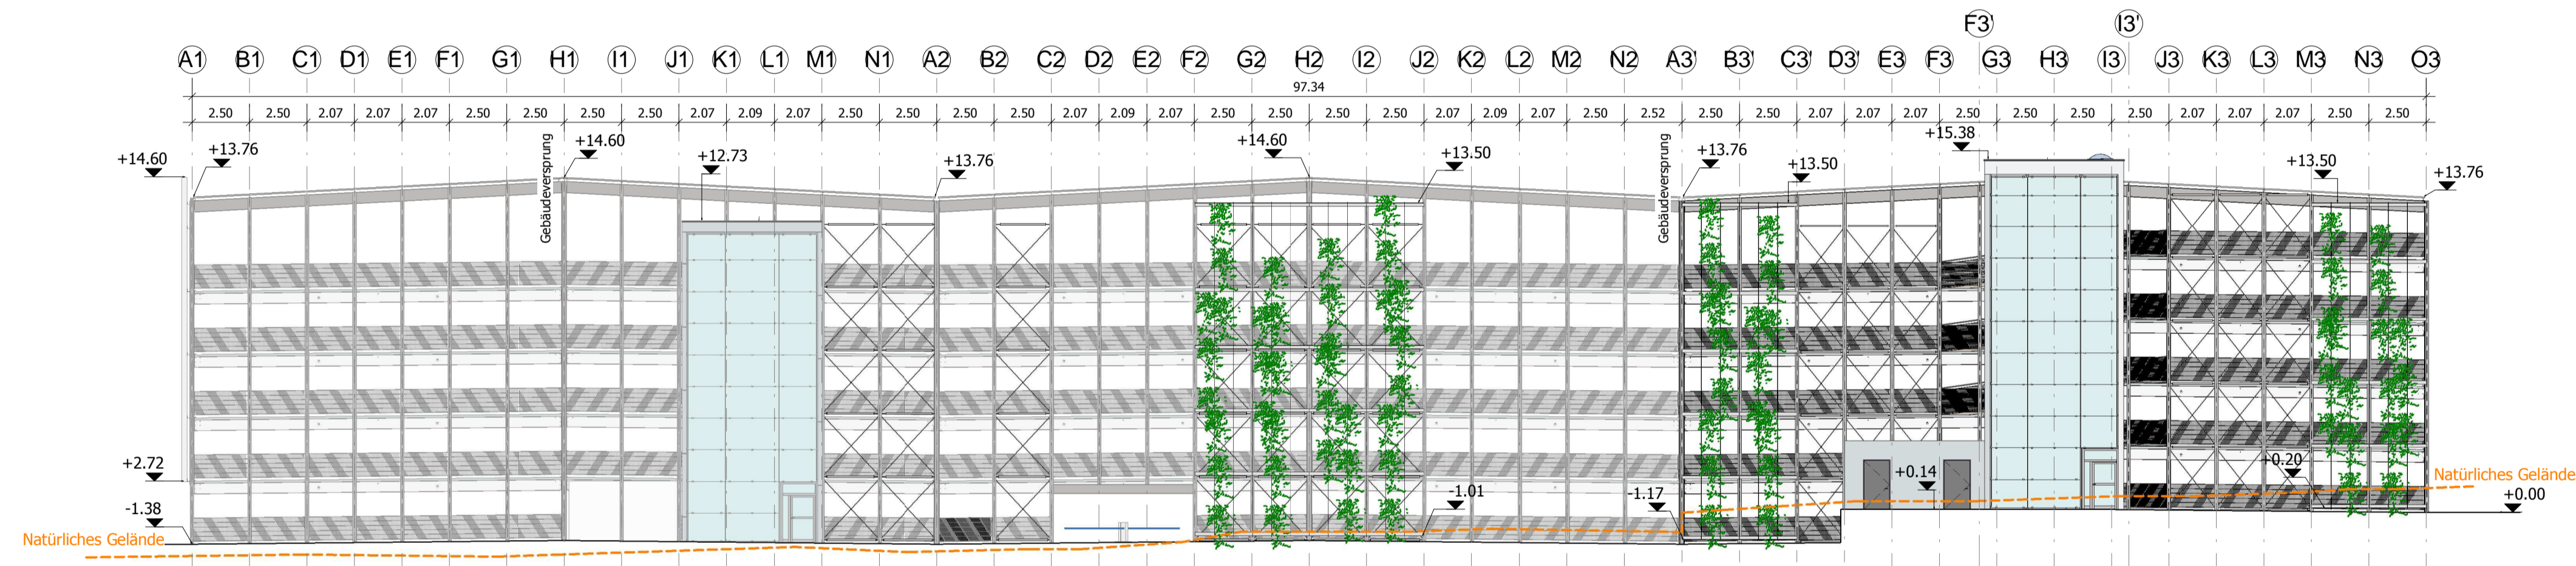 F3' I3'
A1 B1 C1 D1 E1 F1 G1 H1 I1 J1 K1 L1 M1 N1 A2 B2 C2 D2 E2 F2 G2 H2 I2 J2 K2 L2 M2 N2 A3' B3' C3' D3' E3 F3 G3 H3 I3 J3 K3 L3 M3 N3 O3
97.34
2.50 2.50 2.07 2.07 2.07 2.50 2.50 2.50 2.50 2.07 2.09 2.07 2.50 2.50 2.50 2.50 2.07 2.09 2.07 2.50 2.50 2.50 2.50 2.07 2.09 2.07 2.50 2.52 2.50 2.50 2.07 2.07 2.07 2.50 2.50 2.50 2.50 2.07 2.07 2.07 2.50 2.50
+14.60 +13.76 Gebäudeversprung +14.60 +12.73 +13.76 +14.60 +13.50 Gebäudeversprung +13.76 +13.50 +15.38 +13.50 +13.76
+2.72 +0.14 +0.20 Natürliches Gelände
-1.38 -1.01 -1.17 +0.00
Natürliches Gelände